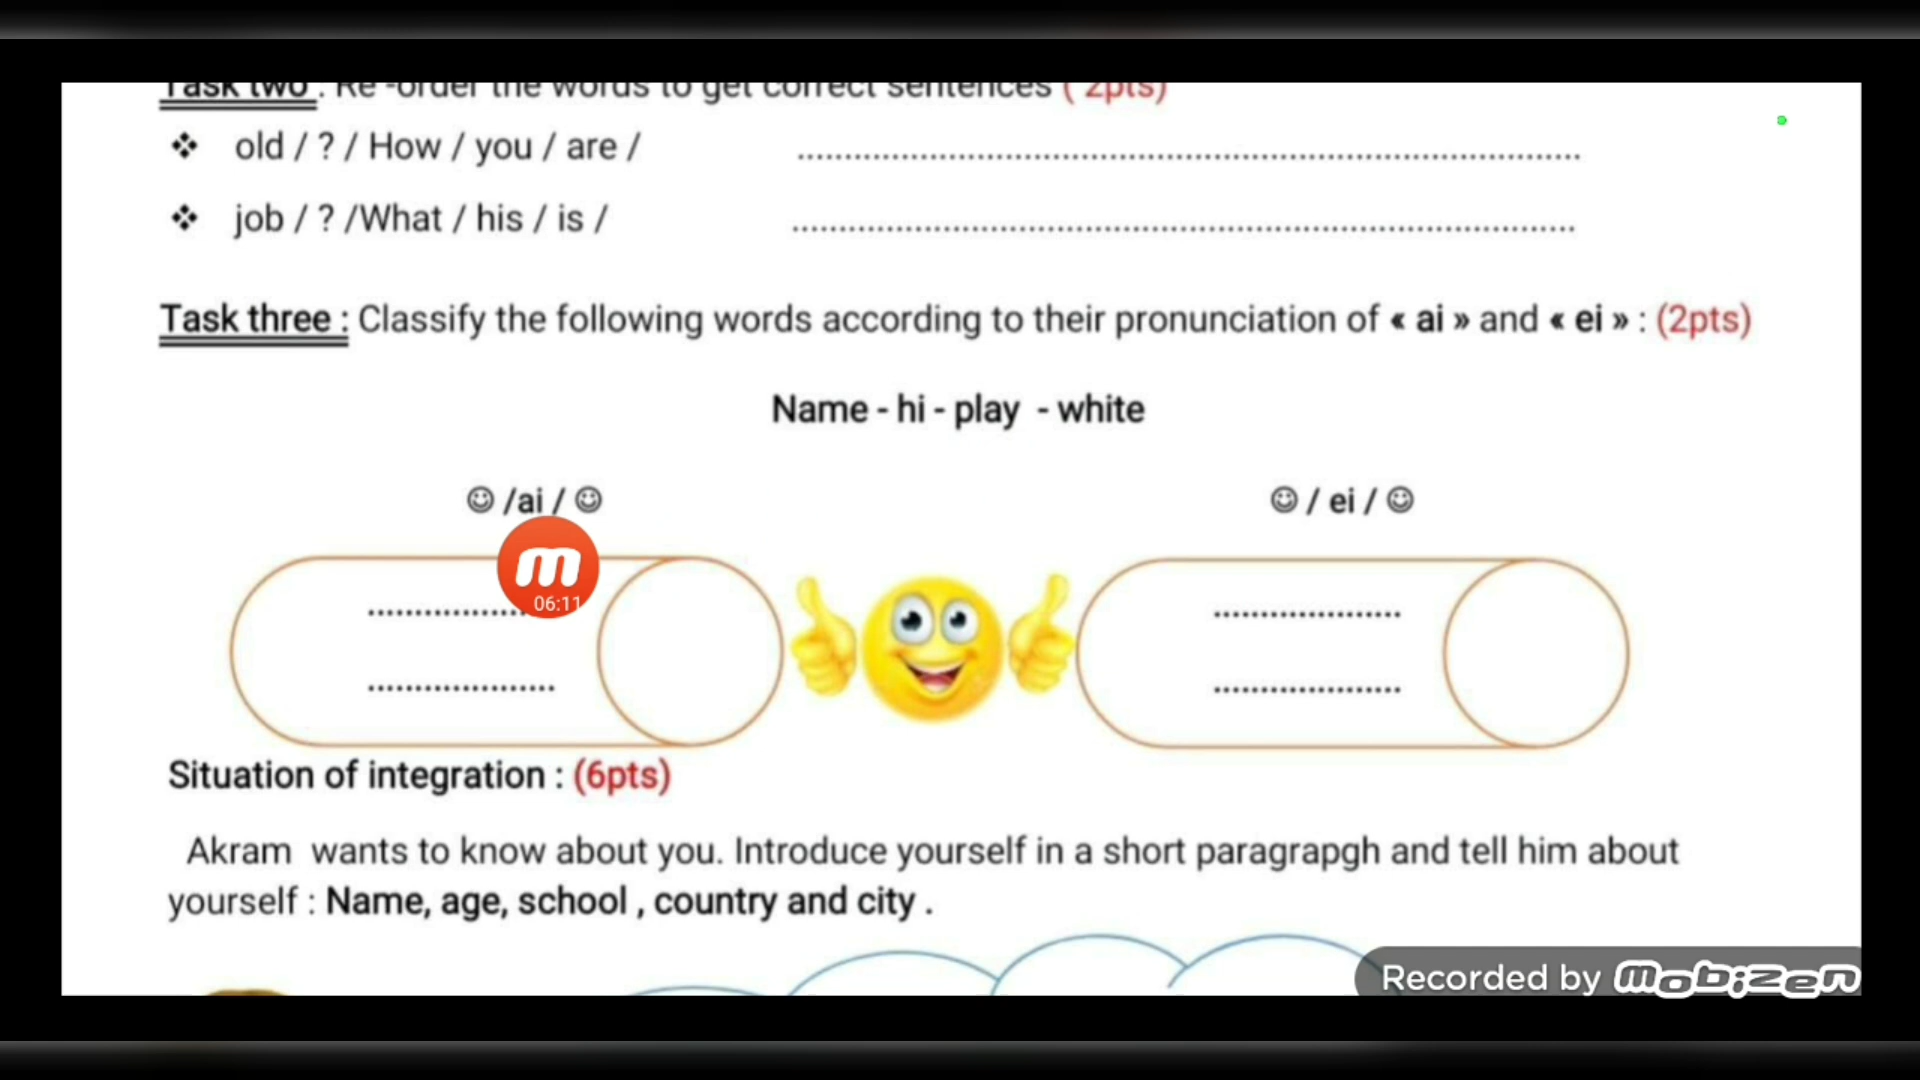 Task two : Re -order the words to get correct sentences ( 2pts)
❖ old / ? / How / you / are / ....................................................................................
❖ job / ? /What / his / is / ....................................................................................
Task three : Classify the following words according to their pronunciation of « ai » and « ei » : (2pts)
Name - hi - play - white
☺ /ai / ☺ ☺ / ei / ☺
m
06:11
.................... ....................
.................... ....................
Situation of integration : (6pts)
Akram wants to know about you. Introduce yourself in a short paragrapgh and tell him about
yourself : Name, age, school , country and city .
Recorded by mobizen